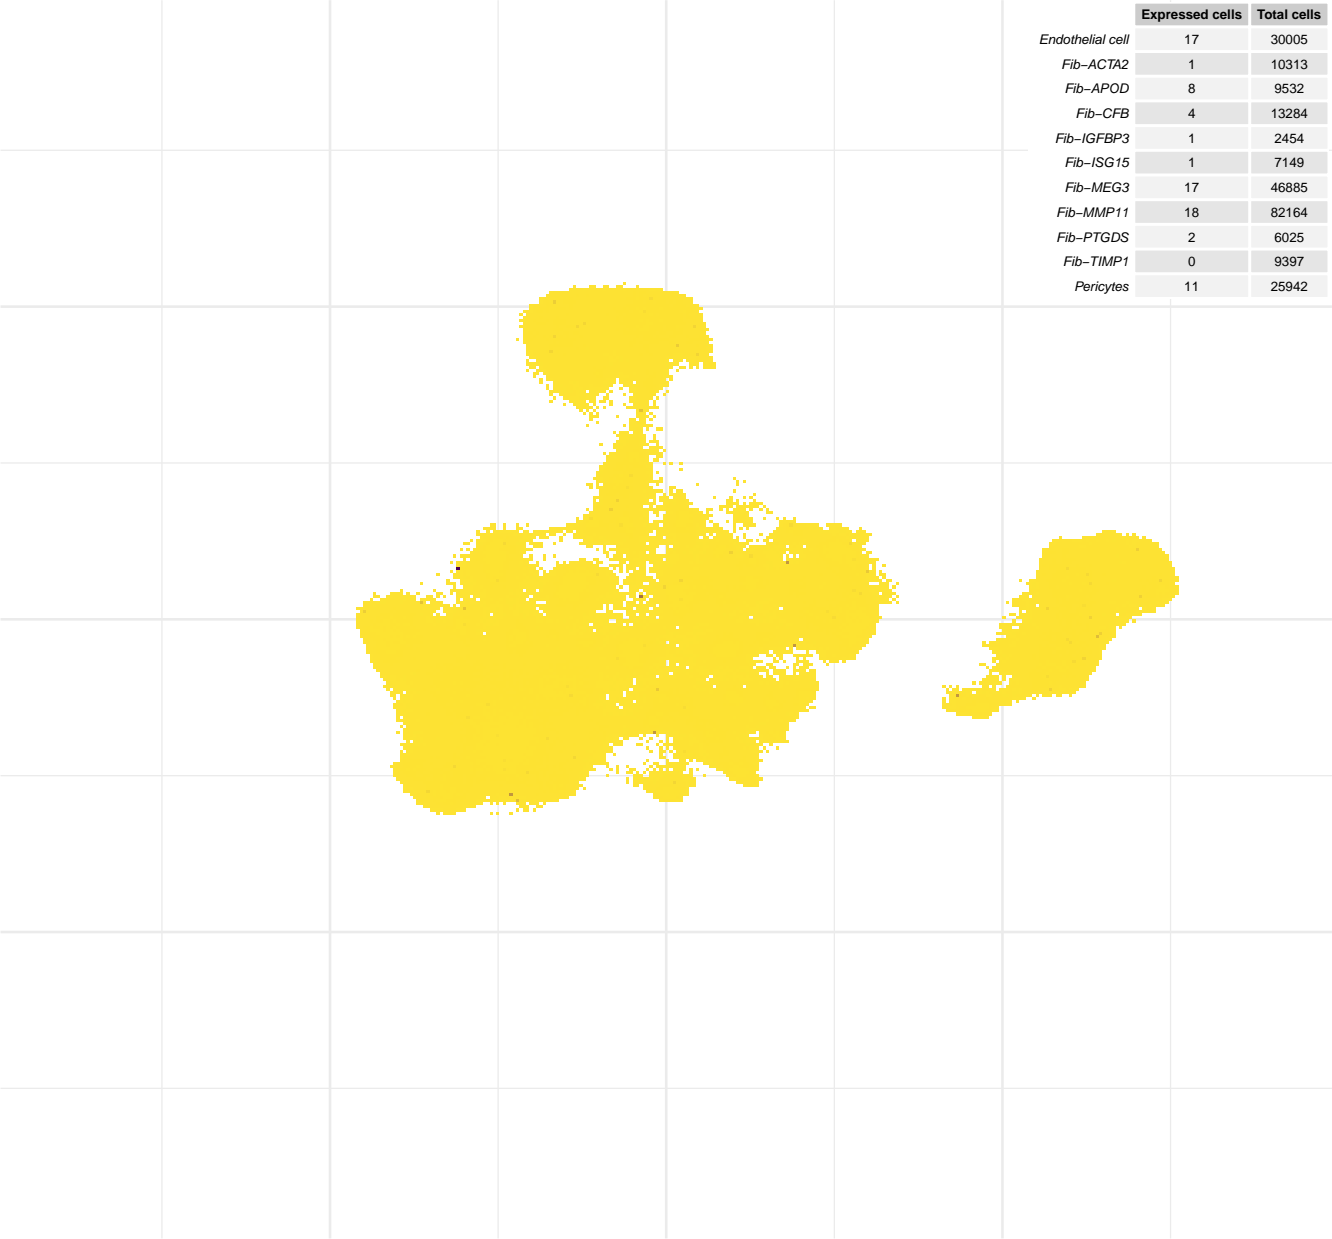 Expressed cells Total cells
Endothelial cell 17 30005
Fib−ACTA2 1 10313
Fib−APOD 8 9532
Fib−CFB 4 13284
Fib−IGFBP3 1 2454
Fib−ISG15 1 7149
Fib−MEG3 17 46885
Fib−MMP11 18 82164
Fib−PTGDS 2 6025
Fib−TIMP1 0 9397
Pericytes 11 25942